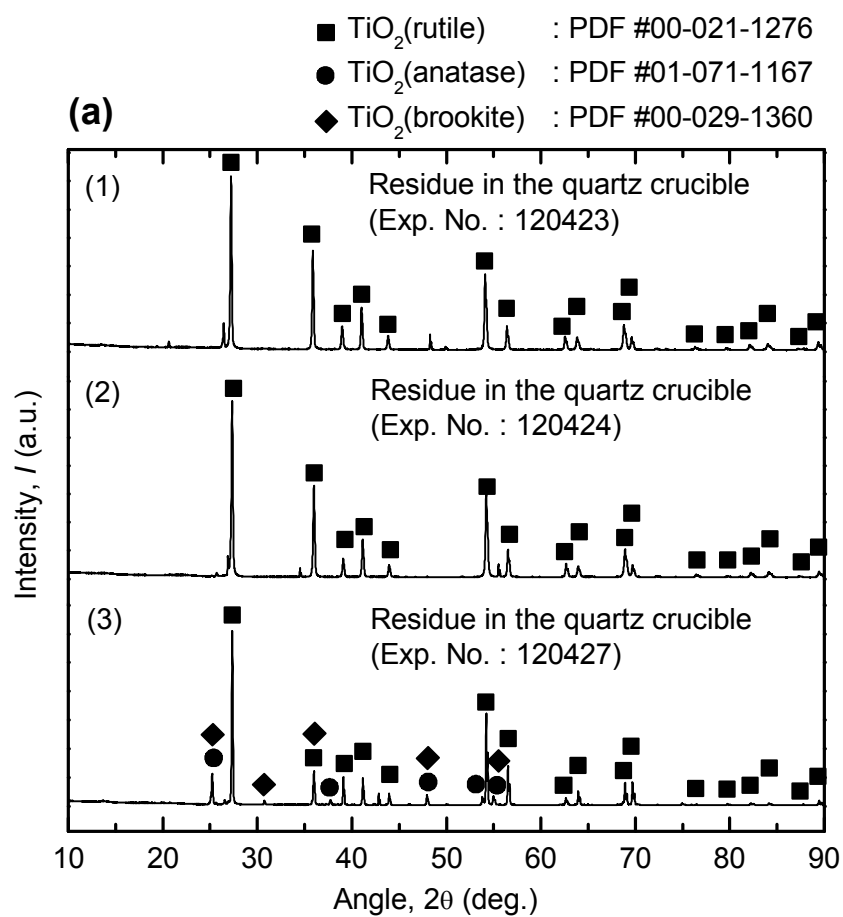 ■ TiO₂(rutile) : PDF #00-021-1276
● TiO₂(anatase) : PDF #01-071-1167
◆ TiO₂(brookite) : PDF #00-029-1360
(a)
(1) Residue in the quartz crucible
(Exp. No. : 120423)
(2) Residue in the quartz crucible
(Exp. No. : 120424)
(3) Residue in the quartz crucible
(Exp. No. : 120427)
Intensity, I (a.u.)
10 20 30 40 50 60 70 80 90
Angle, 2θ (deg.)